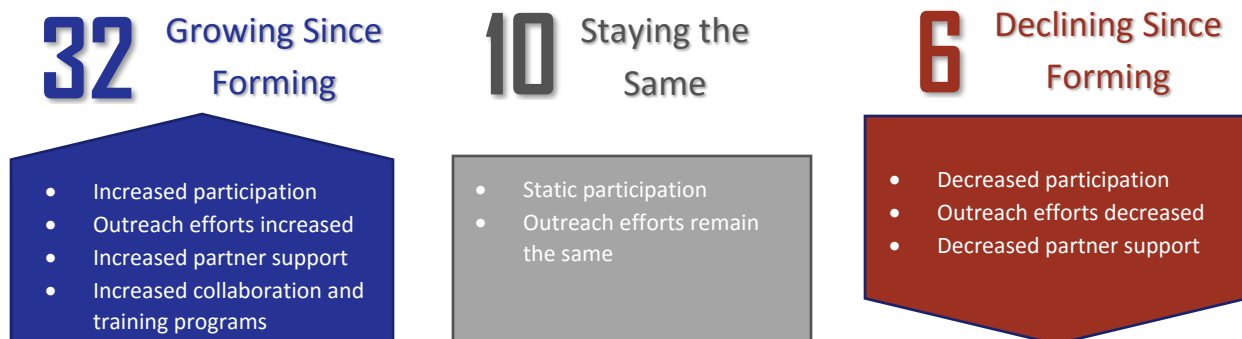 32
Growing Since
Forming
• Increased participation
• Outreach efforts increased
• Increased partner support
• Increased collaboration and
training programs
10
Staying the
Same
• Static participation
• Outreach efforts remain
the same
6
Declining Since
Forming
• Decreased participation
• Outreach efforts decreased
• Decreased partner support